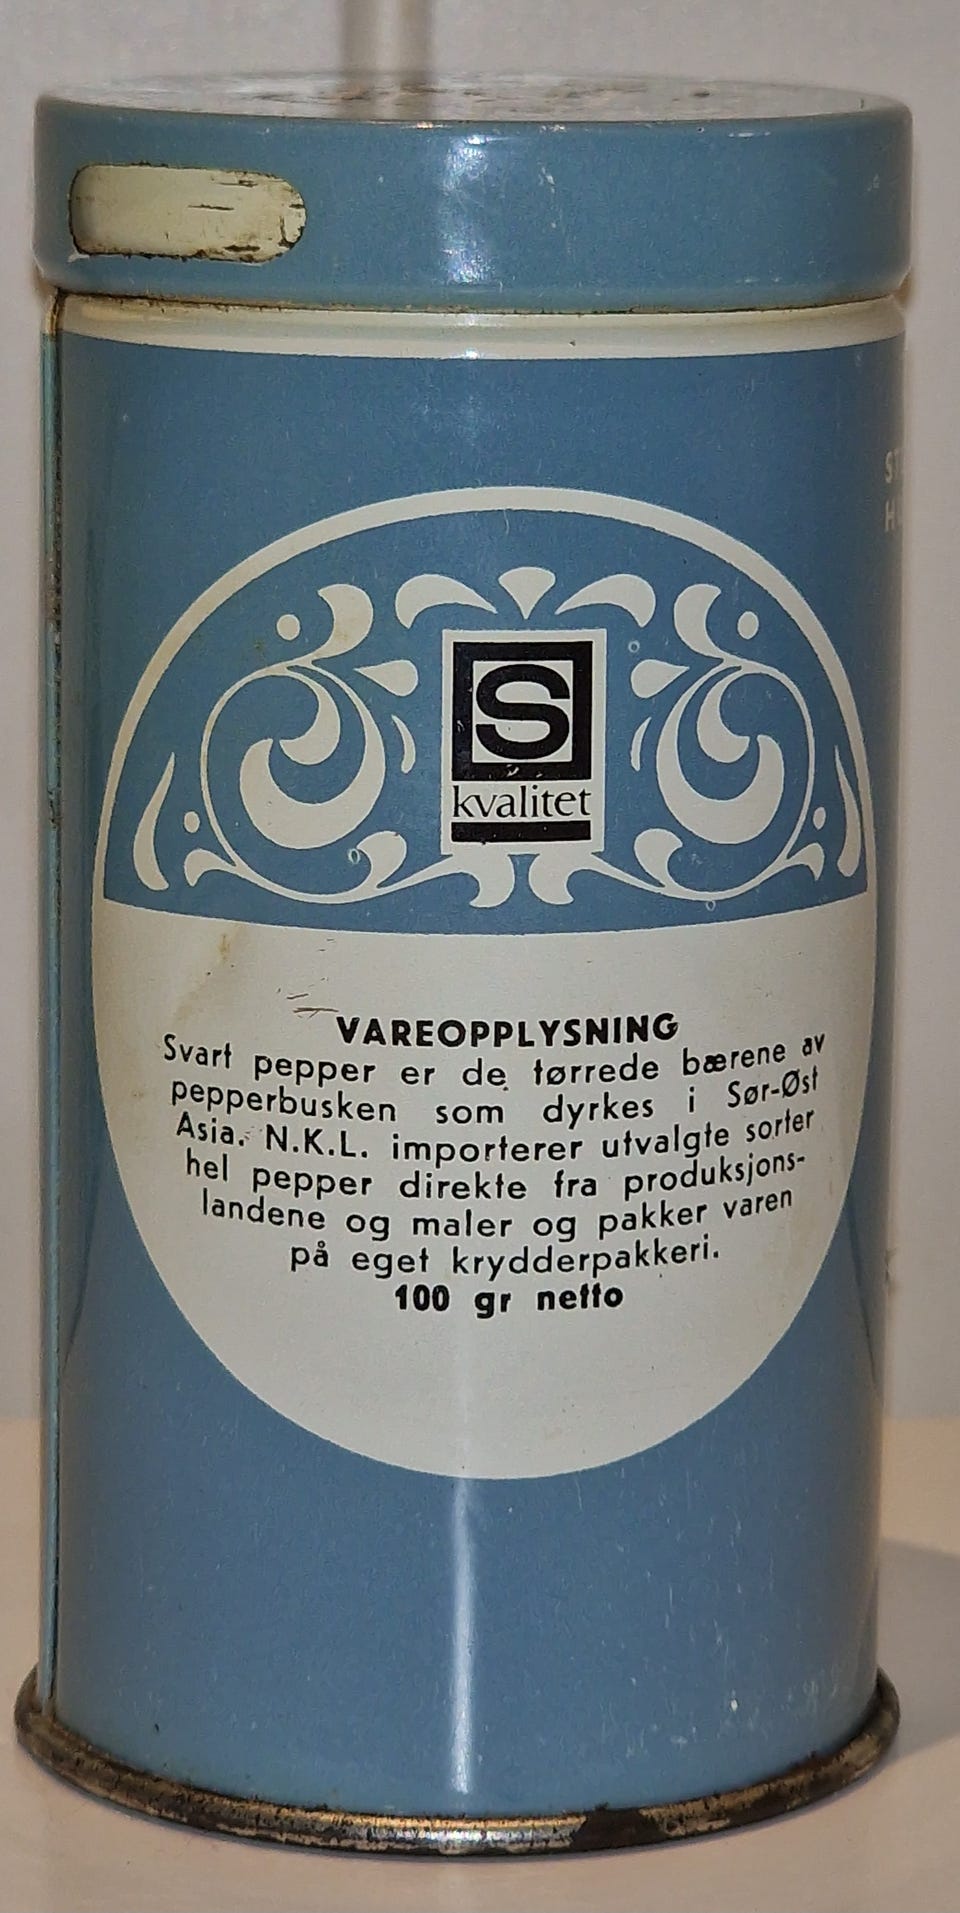 S
kvalitet
VAREOPPLYSNING
Svart pepper er de tørrede bærene av
pepperbusken som dyrkes i Sør-Øst
Asia. N.K.L. importerer utvalgte sorter
hel pepper direkte fra produksjons-
landene og maler og pakker varen
på eget krydderpakkeri.
100 gr netto